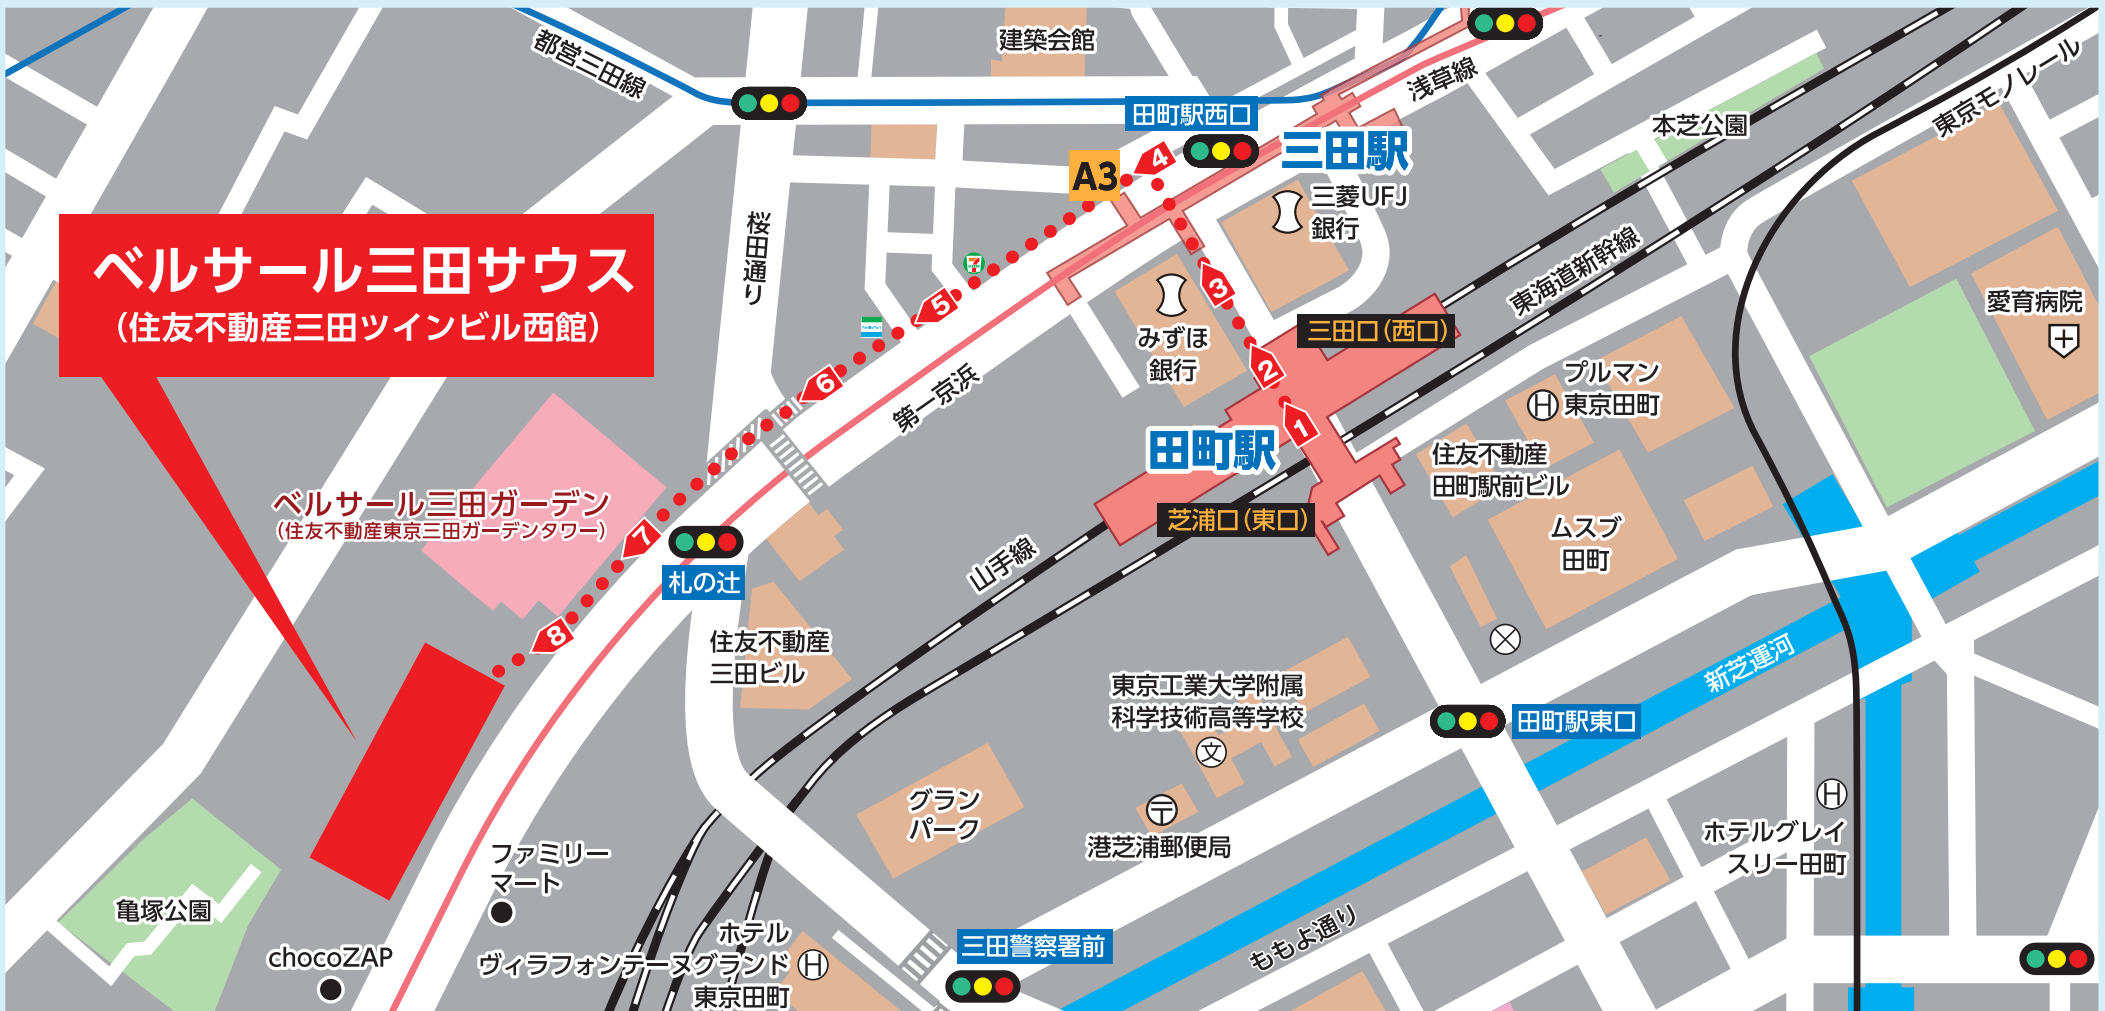 建築会館
都営三田線
浅草線
東京モノレール
田町駅西口
本芝公園
三田駅
A3
4
三菱UFJ
銀行
桜田通り
ベルサール三田サウス
（住友不動産三田ツインビル西館）
東海道新幹線
3
愛育病院
5
三田口（西口）
みずほ
銀行
プルマン
東京田町
H
2
6
第一京浜
1
田町駅
住友不動産
田町駅前ビル
ベルサール三田ガーデン
（住友不動産東京三田ガーデンタワー）
芝浦口（東口）
ムスブ
田町
7
山手線
札の辻
8
住友不動産
三田ビル
新芝運河
東京工業大学附属
科学技術高等学校
文
田町駅東口
グラン
パーク
H
港芝浦郵便局
ホテルグレイ
スリー田町
ファミリー
マート
亀塚公園
chocoZAP
ホテル
ヴィラフォンテーヌグランド
東京田町
H
三田警察署前
ももよ通り